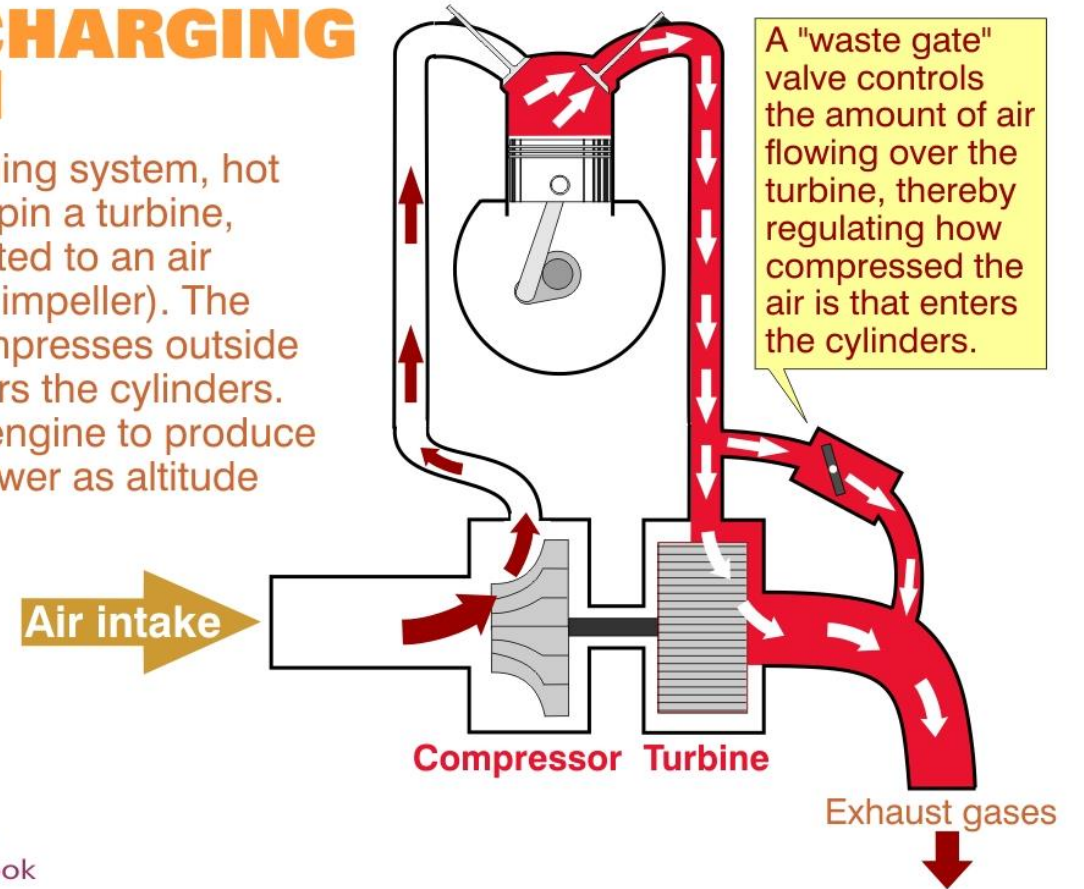 CHARGING
ing system, hot
pin a turbine,
ted to an air
impeller). The
mpresses outside
rs the cylinders.
engine to produce
wer as altitude
A "waste gate"
valve controls
the amount of air
flowing over the
turbine, thereby
regulating how
compressed the
air is that enters
the cylinders.
Air intake
Compressor Turbine
Exhaust gases
ok